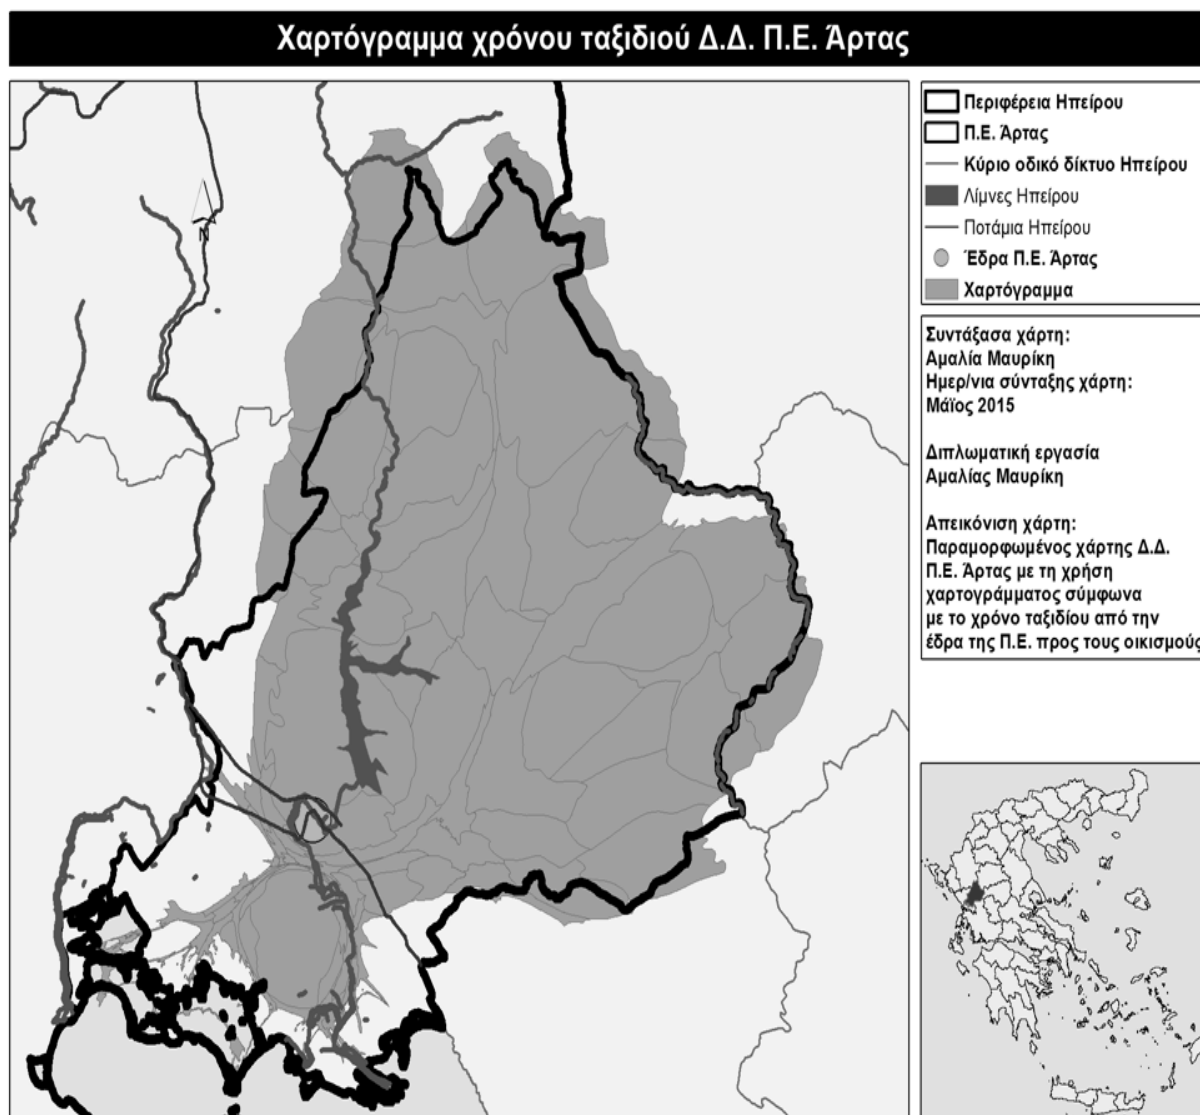 Χαρτόγραμμα χρόνου ταξιδιού Δ.Δ. Π.Ε. Άρτας
N
Περιφέρεια Ηπείρου
Π.Ε. Άρτας
Κύριο οδικό δίκτυο Ηπείρου
Λίμνες Ηπείρου
Ποτάμια Ηπείρου
Έδρα Π.Ε. Άρτας
Χαρτόγραμμα
Συντάξασα χάρτη:
Αμαλία Μαυρίκη
Ημερ/νια σύνταξης χάρτη:
Μάϊος 2015
Διπλωματική εργασία
Αμαλίας Μαυρίκη
Απεικόνιση χάρτη:
Παραμορφωμένος χάρτης Δ.Δ.
Π.Ε. Άρτας με τη χρήση
χαρτογράμματος σύμφωνα
με το χρόνο ταξιδίου από την
έδρα της Π.Ε. προς τους οικισμούς